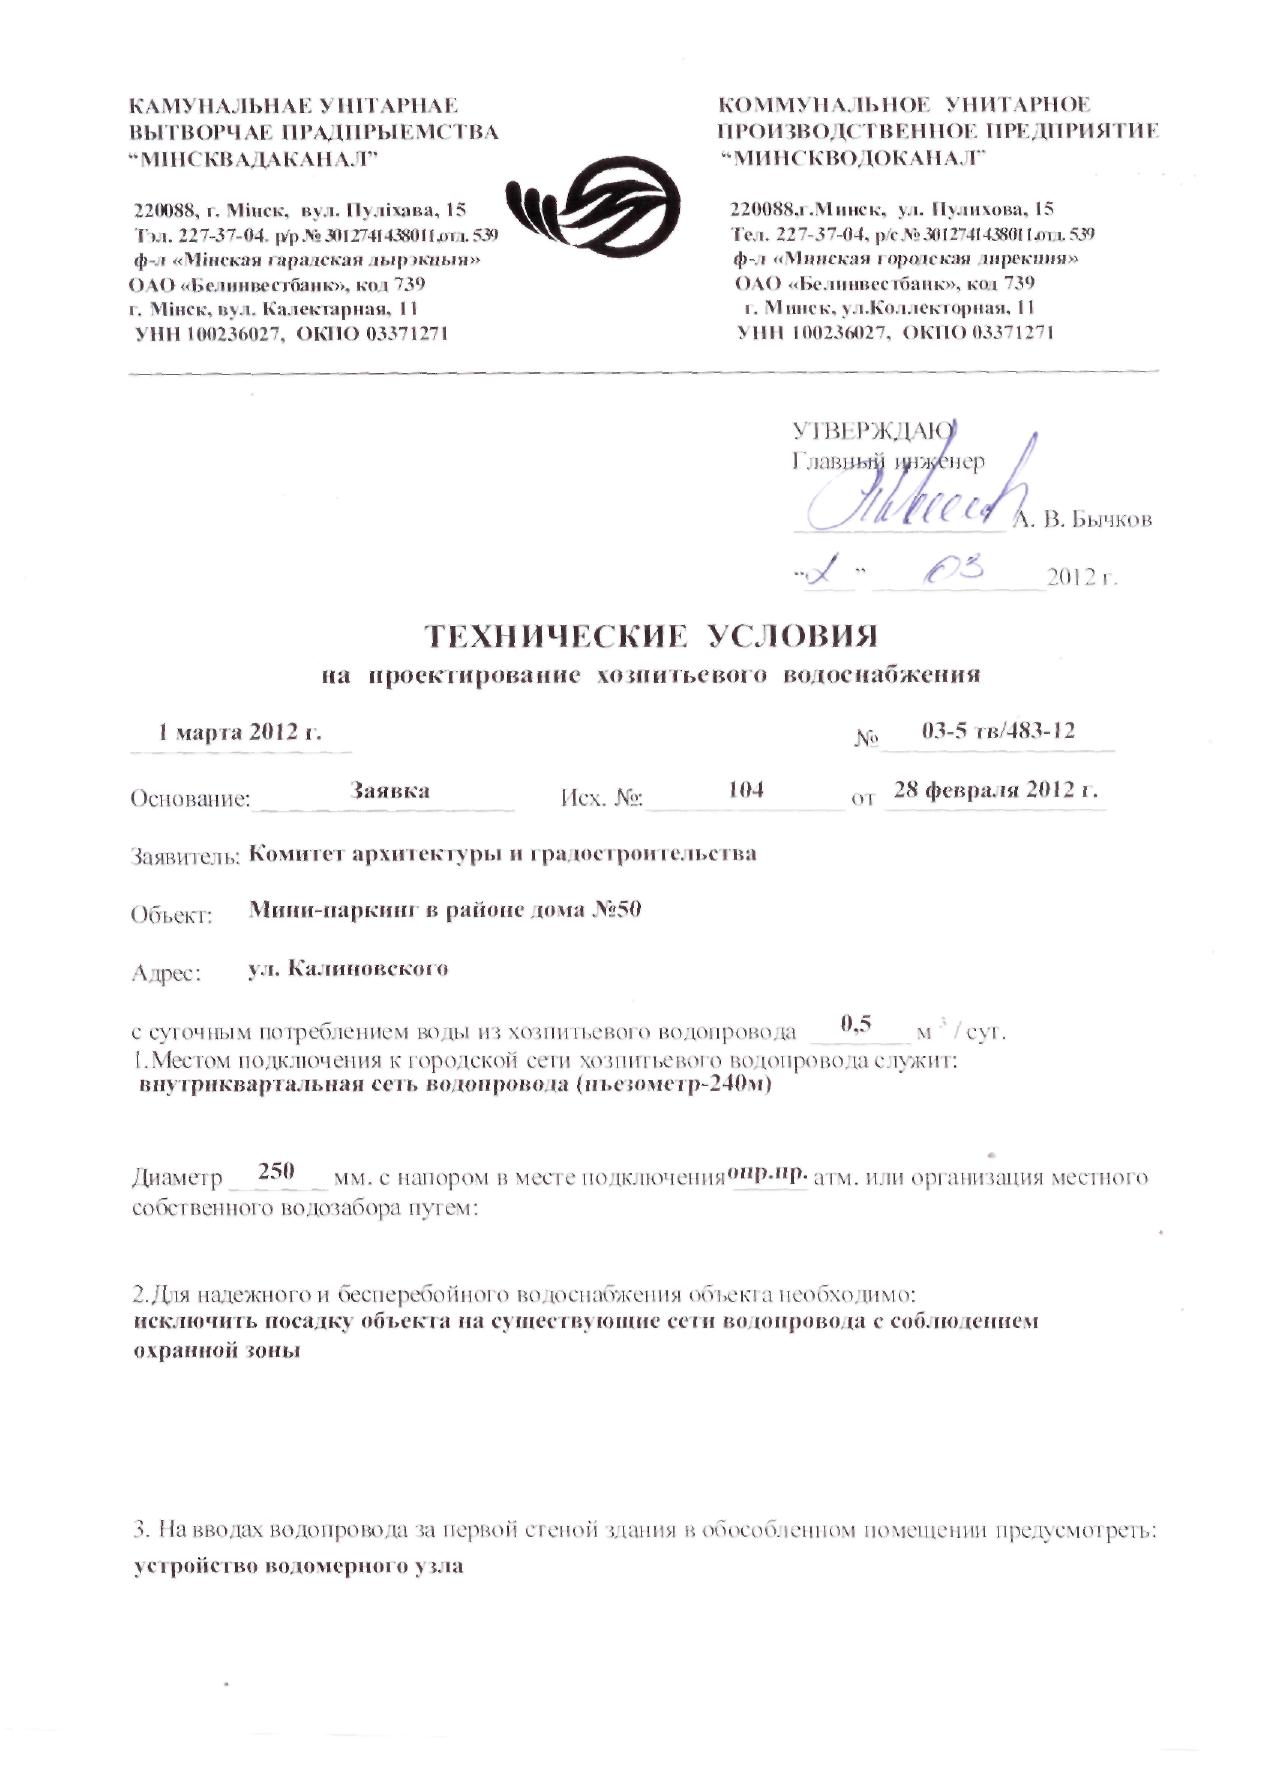 КАМУНАЛЬНАЕ УНІТАРНАЕ
ВЫТВОРЧАЕ ПРАДПРЫЕМСТВА
“МІНСКВАДАКАНАЛ”
220088, г. Мінск, вул. Пуліхава, 15
Тэл. 227-37-04. р/р № 3012741438011,отд. 539
ф-л «Мінская гарадская дырэкцыя»
ОАО «Белинвестбанк», код 739
г. Мінск, вул. Калектарная, 11
УНН 100236027, ОКПО 03371271
КОММУНАЛЬНОЕ УНИТАРНОЕ
ПРОИЗВОДСТВЕННОЕ ПРЕДПРИЯТИЕ
“МИНСКВОДОКАНАЛ”
220088,г.Минск, ул. Пулихова, 15
Тел. 227-37-04, р/с № 3012741438011,отд. 539
ф-л «Минская городская дирекция»
ОАО «Белинвестбанк», код 739
г. Минск, ул.Коллекторная, 11
УНН 100236027, ОКПО 03371271
УТВЕРЖДАЮ
Главный инженер
А. В. Бычков
“2” 03 2012 г.
ТЕХНИЧЕСКИЕ УСЛОВИЯ
на проектирование хозпитьевого водоснабжения
1 марта 2012 г. № 03-5 тв/483-12
Основание: Заявка Исх. №: 104 от 28 февраля 2012 г.
Заявитель: Комитет архитектуры и градостроительства
Объект: Мини-паркинг в районе дома №50
Адрес: ул. Калиновского
с суточным потреблением воды из хозпитьевого водопровода 0,5 м ³ / сут.
1.Местом подключения к городской сети хозпитьевого водопровода служит:
внутриквартальная сеть водопровода (пьезометр-240м)
Диаметр 250 мм. с напором в месте подключения опр.пр. атм. или организация местного
собственного водозабора путем:
2.Для надежного и бесперебойного водоснабжения объекта необходимо:
исключить посадку объекта на существующие сети водопровода с соблюдением
охранной зоны
3. На вводах водопровода за первой стеной здания в обособленном помещении предусмотреть:
устройство водомерного узла